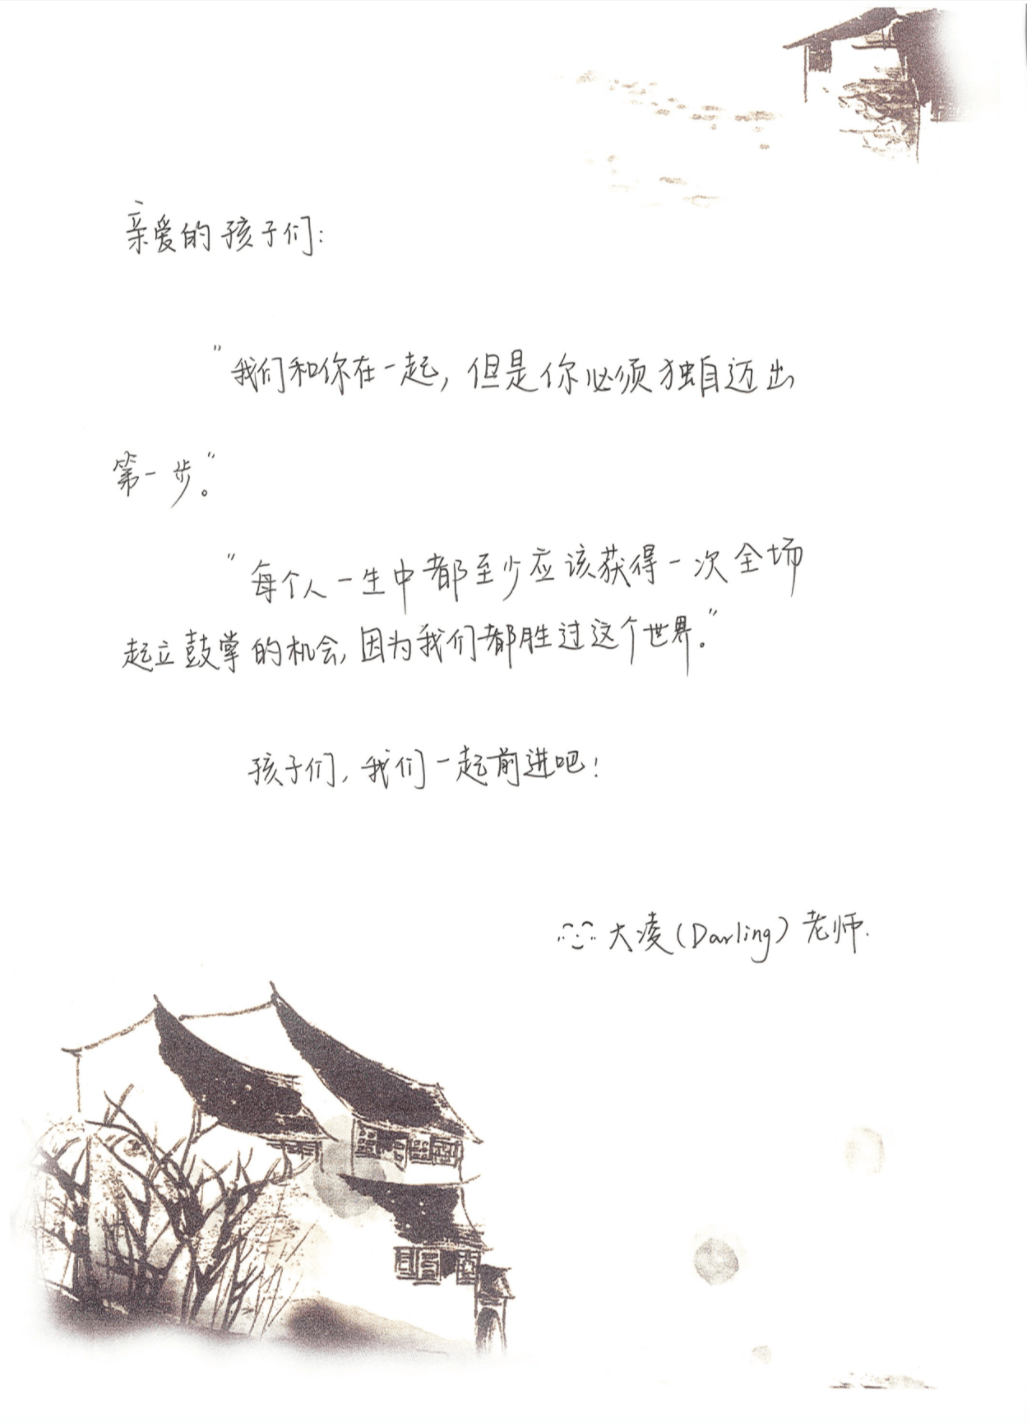 亲爱的孩子们:
"我们和你在一起,但是你必须独自迈出
第一步。"
"每个人一生中都至少应该获得一次全场
起立鼓掌的机会,因为我们都胜过这个世界。"
孩子们,我们一起前进吧!
大凌(Darling)老师.